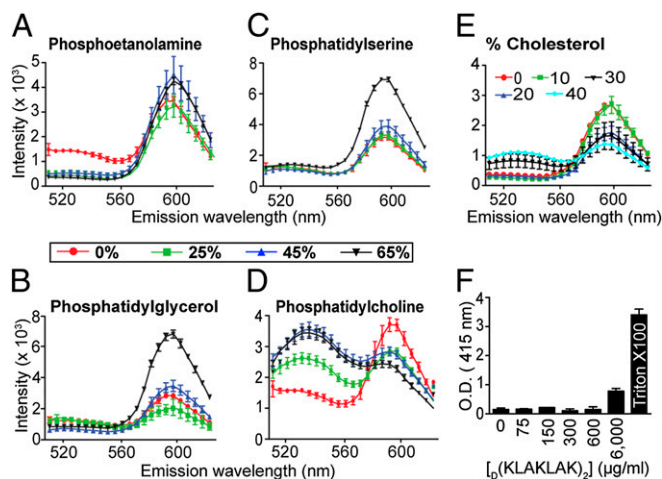 A
Phosphoetanolamine
Intensity (x 10³)
5
4
3
2
1
0
520
560
600
C
Phosphatidylserine
8
6
4
2
0
520
560
600
Emission wavelength (nm)
E
% Cholesterol
0
10
30
20
40
4
3
2
1
0
520
560
600
Emission wavelength (nm)
Emission wavelength (nm)
0%
25%
45%
65%
B
Phosphatidylglycerol
Intensity (x 10³)
8
6
4
2
0
520
560
600
Emission wavelength (nm)
D
Phosphatidylcholine
4
3
2
1
0
520
560
600
Emission wavelength (nm)
F
O.D. ( 415 nm)
4
3
2
1
0
Triton X100
0
75
150
300
600
6,000
[D(KLAKLAK)2] (µg/ml)